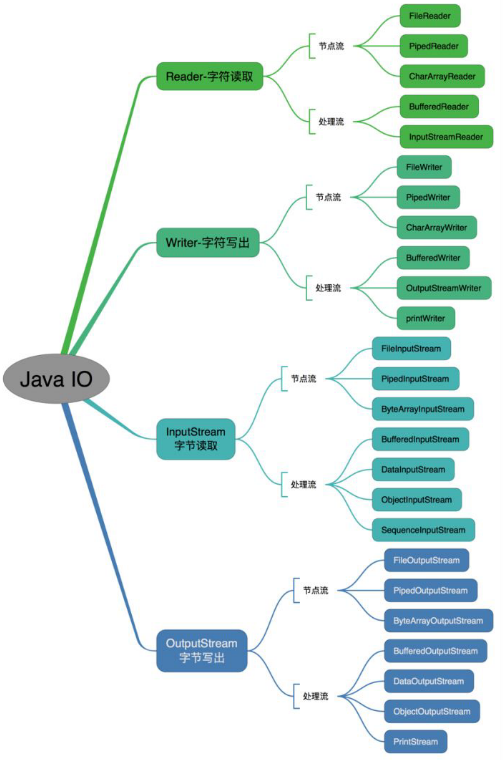 Java IO
Reader-字符读取
节点流
FileReader
PipedReader
CharArrayReader
处理流
BufferedReader
InputStreamReader
Writer-字符写出
节点流
FileWriter
PipedWriter
CharArrayWriter
处理流
BufferedWriter
OutputStreamWriter
printWriter
InputStream
字节读取
节点流
FileInputStream
PipedInputStream
ByteArrayInputStream
处理流
BufferedInputStream
DataInputStream
ObjectInputStream
SequenceInputStream
OutputStream
字节写出
节点流
FileOutputStream
PipedOutputStream
ByteArrayOutputStream
处理流
BufferedOutputStream
DataOutputStream
ObjectOutputStream
PrintStream